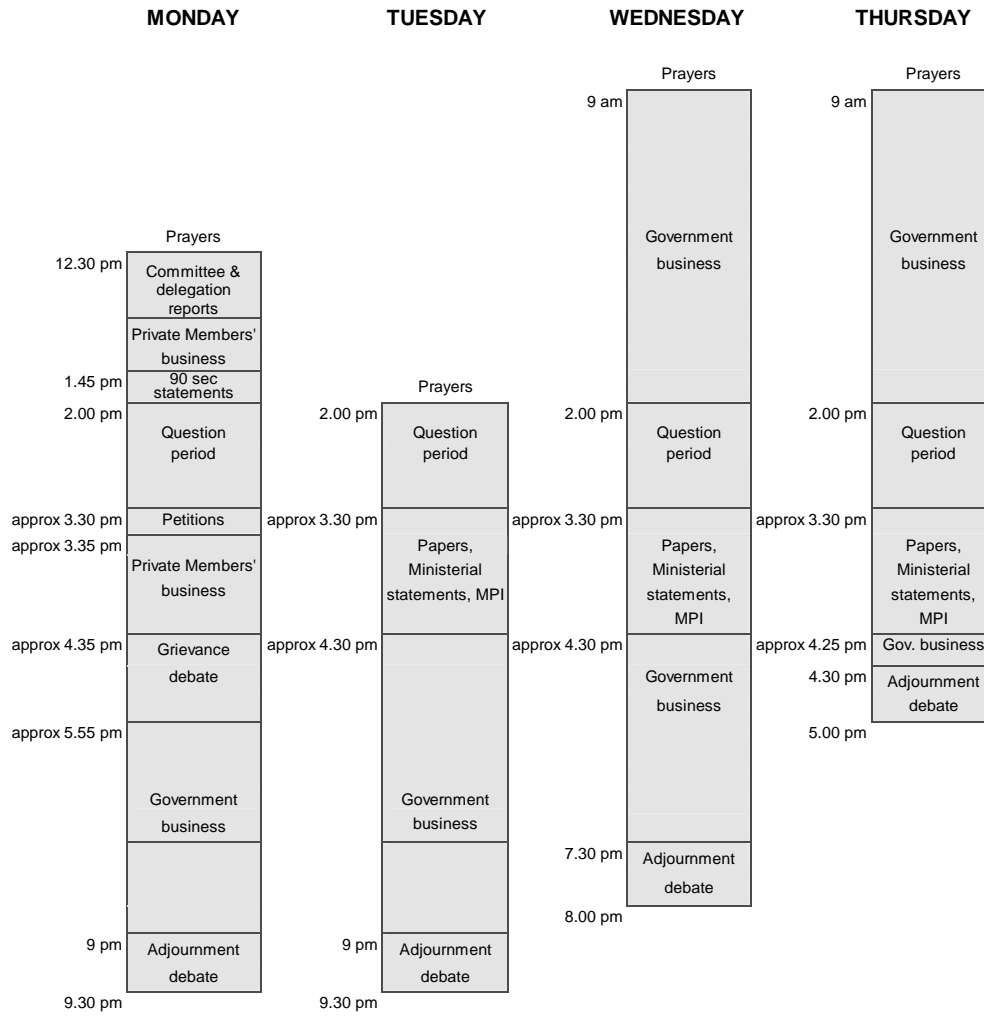 MONDAY
Prayers
12.30 pm
Committee &
delegation
reports
Private Members'
business
1.45 pm
90 sec
statements
2.00 pm
Question
period
approx 3.30 pm
Petitions
approx 3.35 pm
Private Members'
business
approx 4.35 pm
Grievance
debate
approx 5.55 pm
Government
business
9 pm
Adjournment
debate
9.30 pm
TUESDAY
Prayers
2.00 pm
Question
period
approx 3.30 pm
Papers,
Ministerial
statements, MPI
approx 4.30 pm
Government
business
9 pm
Adjournment
debate
9.30 pm
WEDNESDAY
Prayers
9 am
Government
business
2.00 pm
Question
period
approx 3.30 pm
Papers,
Ministerial
statements,
MPI
approx 4.30 pm
Government
business
7.30 pm
Adjournment
debate
8.00 pm
THURSDAY
Prayers
9 am
Government
business
2.00 pm
Question
period
approx 3.30 pm
Papers,
Ministerial
statements,
MPI
approx 4.25 pm
Gov. business
4.30 pm
Adjournment
debate
5.00 pm